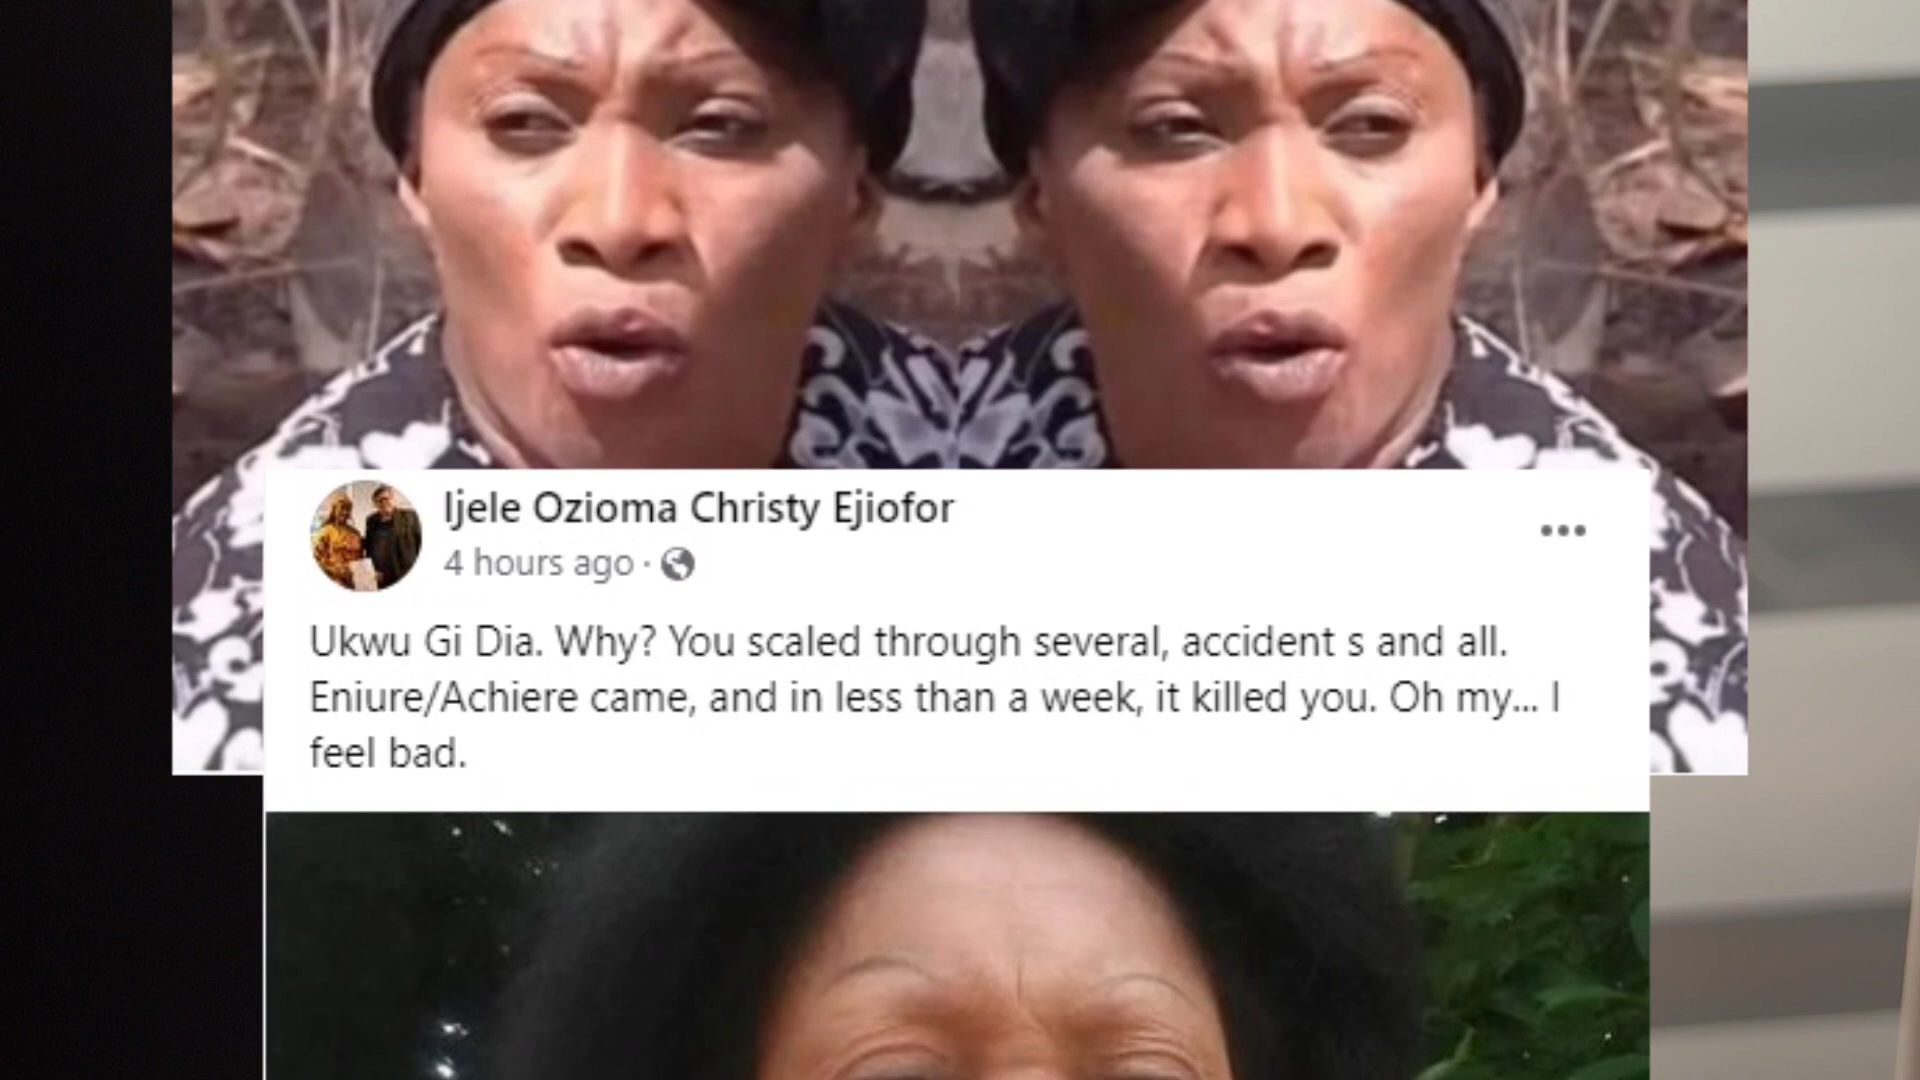 Ijele Ozioma Christy Ejiofor
4 hours ago ·
Ukwu Gi Dia. Why? You scaled through several, accident s and all.
Eniure/Achiere came, and in less than a week, it killed you. Oh my... I
feel bad.